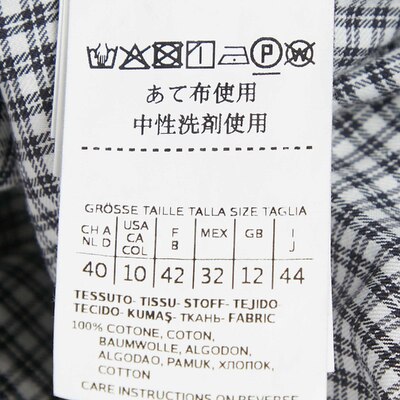 P
あて布使用
中性洗剤使用
GRÖSSE TAILLE TALLA SIZE TAGLIA
CH A NL D
USA CA COL
F B
MEX
GB
I J
40 10 42 32 12 44
TESSUTO- TISSU- STOFF- TEJIDO
TECIDO- KUMAŞ- ТКАНЬ- FABRIC
100% COTONE, COTON,
BAUMWOLLE, ALGODON,
ALGODÃO, PAMUK, ХЛОПОК,
COTTON
CARE INSTRUCTIONS ON REVERSE